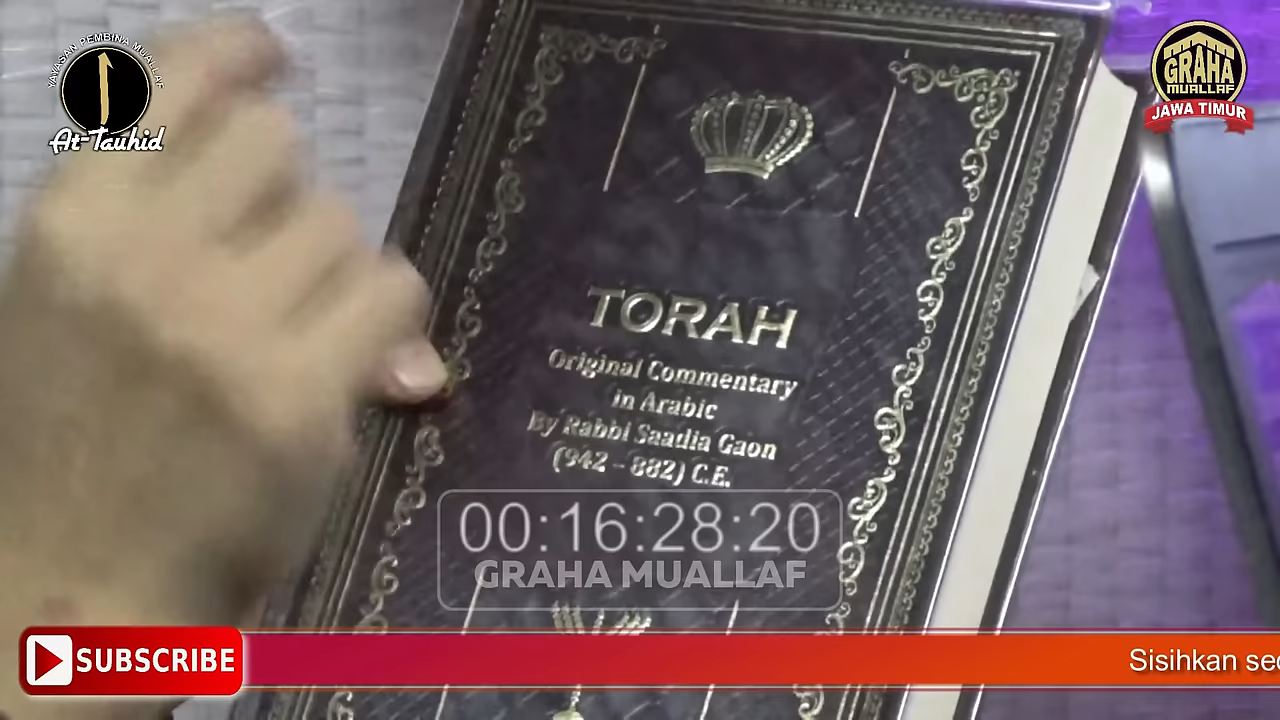 YAYASAN PEMBINA MUALLAF
At-Tauhid
GRAHA
MUALLAF
JAWA TIMUR
TORAH
Original Commentary
in Arabic
By Rabbi Saadia Gaon
(942 - 882) C.E.
00:16:28:20
GRAHA MUALLAF
SUBSCRIBE
Sisihkan